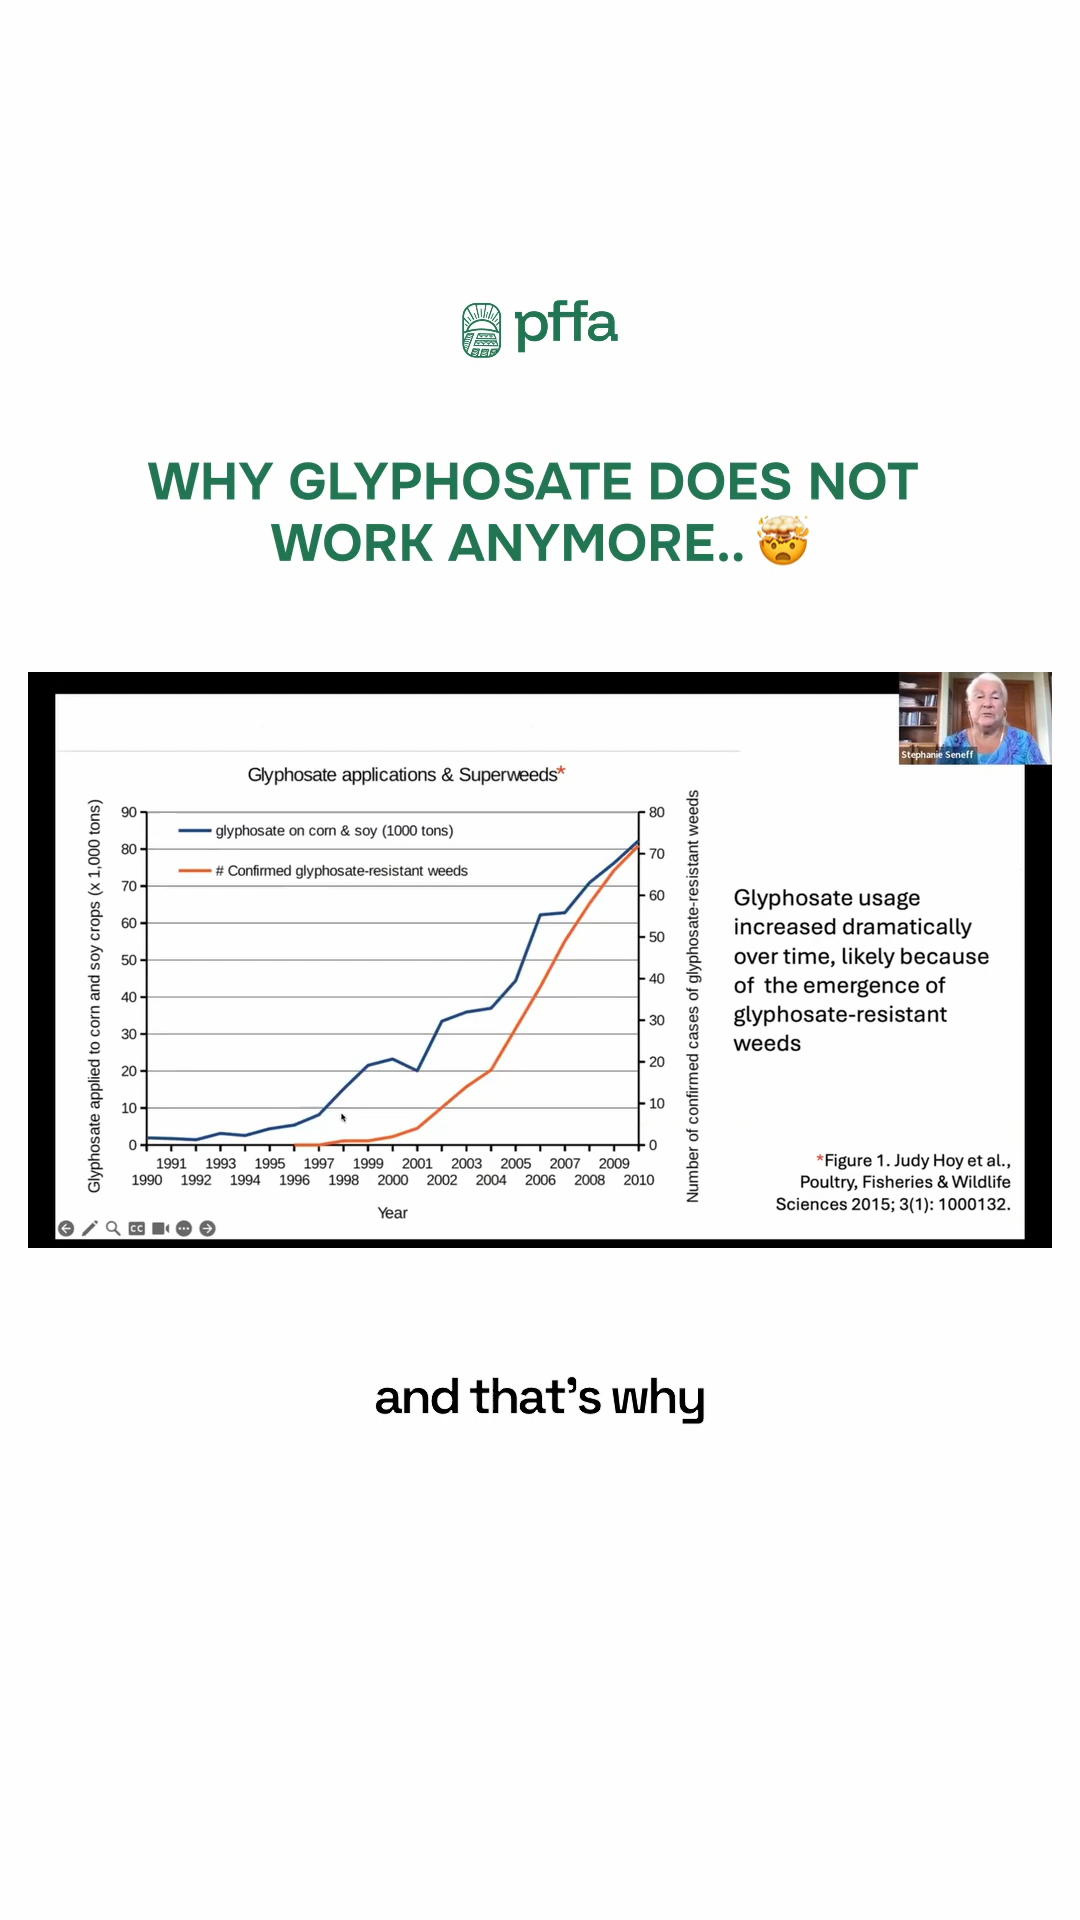 pffa
WHY GLYPHOSATE DOES NOT
WORK ANYMORE.. 🤯
Stephanie Seneff
Glyphosate applications & Superweeds*
Glyphosate applied to corn and soy crops (x 1,000 tons)
90
80
70
60
50
40
30
20
10
0
glyphosate on corn & soy (1000 tons)
# Confirmed glyphosate-resistant weeds
80
70
60
50
40
30
20
10
0
Number of confirmed cases of glyphosate-resistant weeds
1991 1993 1995 1997 1999 2001 2003 2005 2007 2009
1990 1992 1994 1996 1998 2000 2002 2004 2006 2008 2010
Year
Glyphosate usage
increased dramatically
over time, likely because
of  the emergence of
glyphosate-resistant
weeds
*Figure 1. Judy Hoy et al.,
Poultry, Fisheries & Wildlife
Sciences 2015; 3(1): 1000132.
CC
and that's why